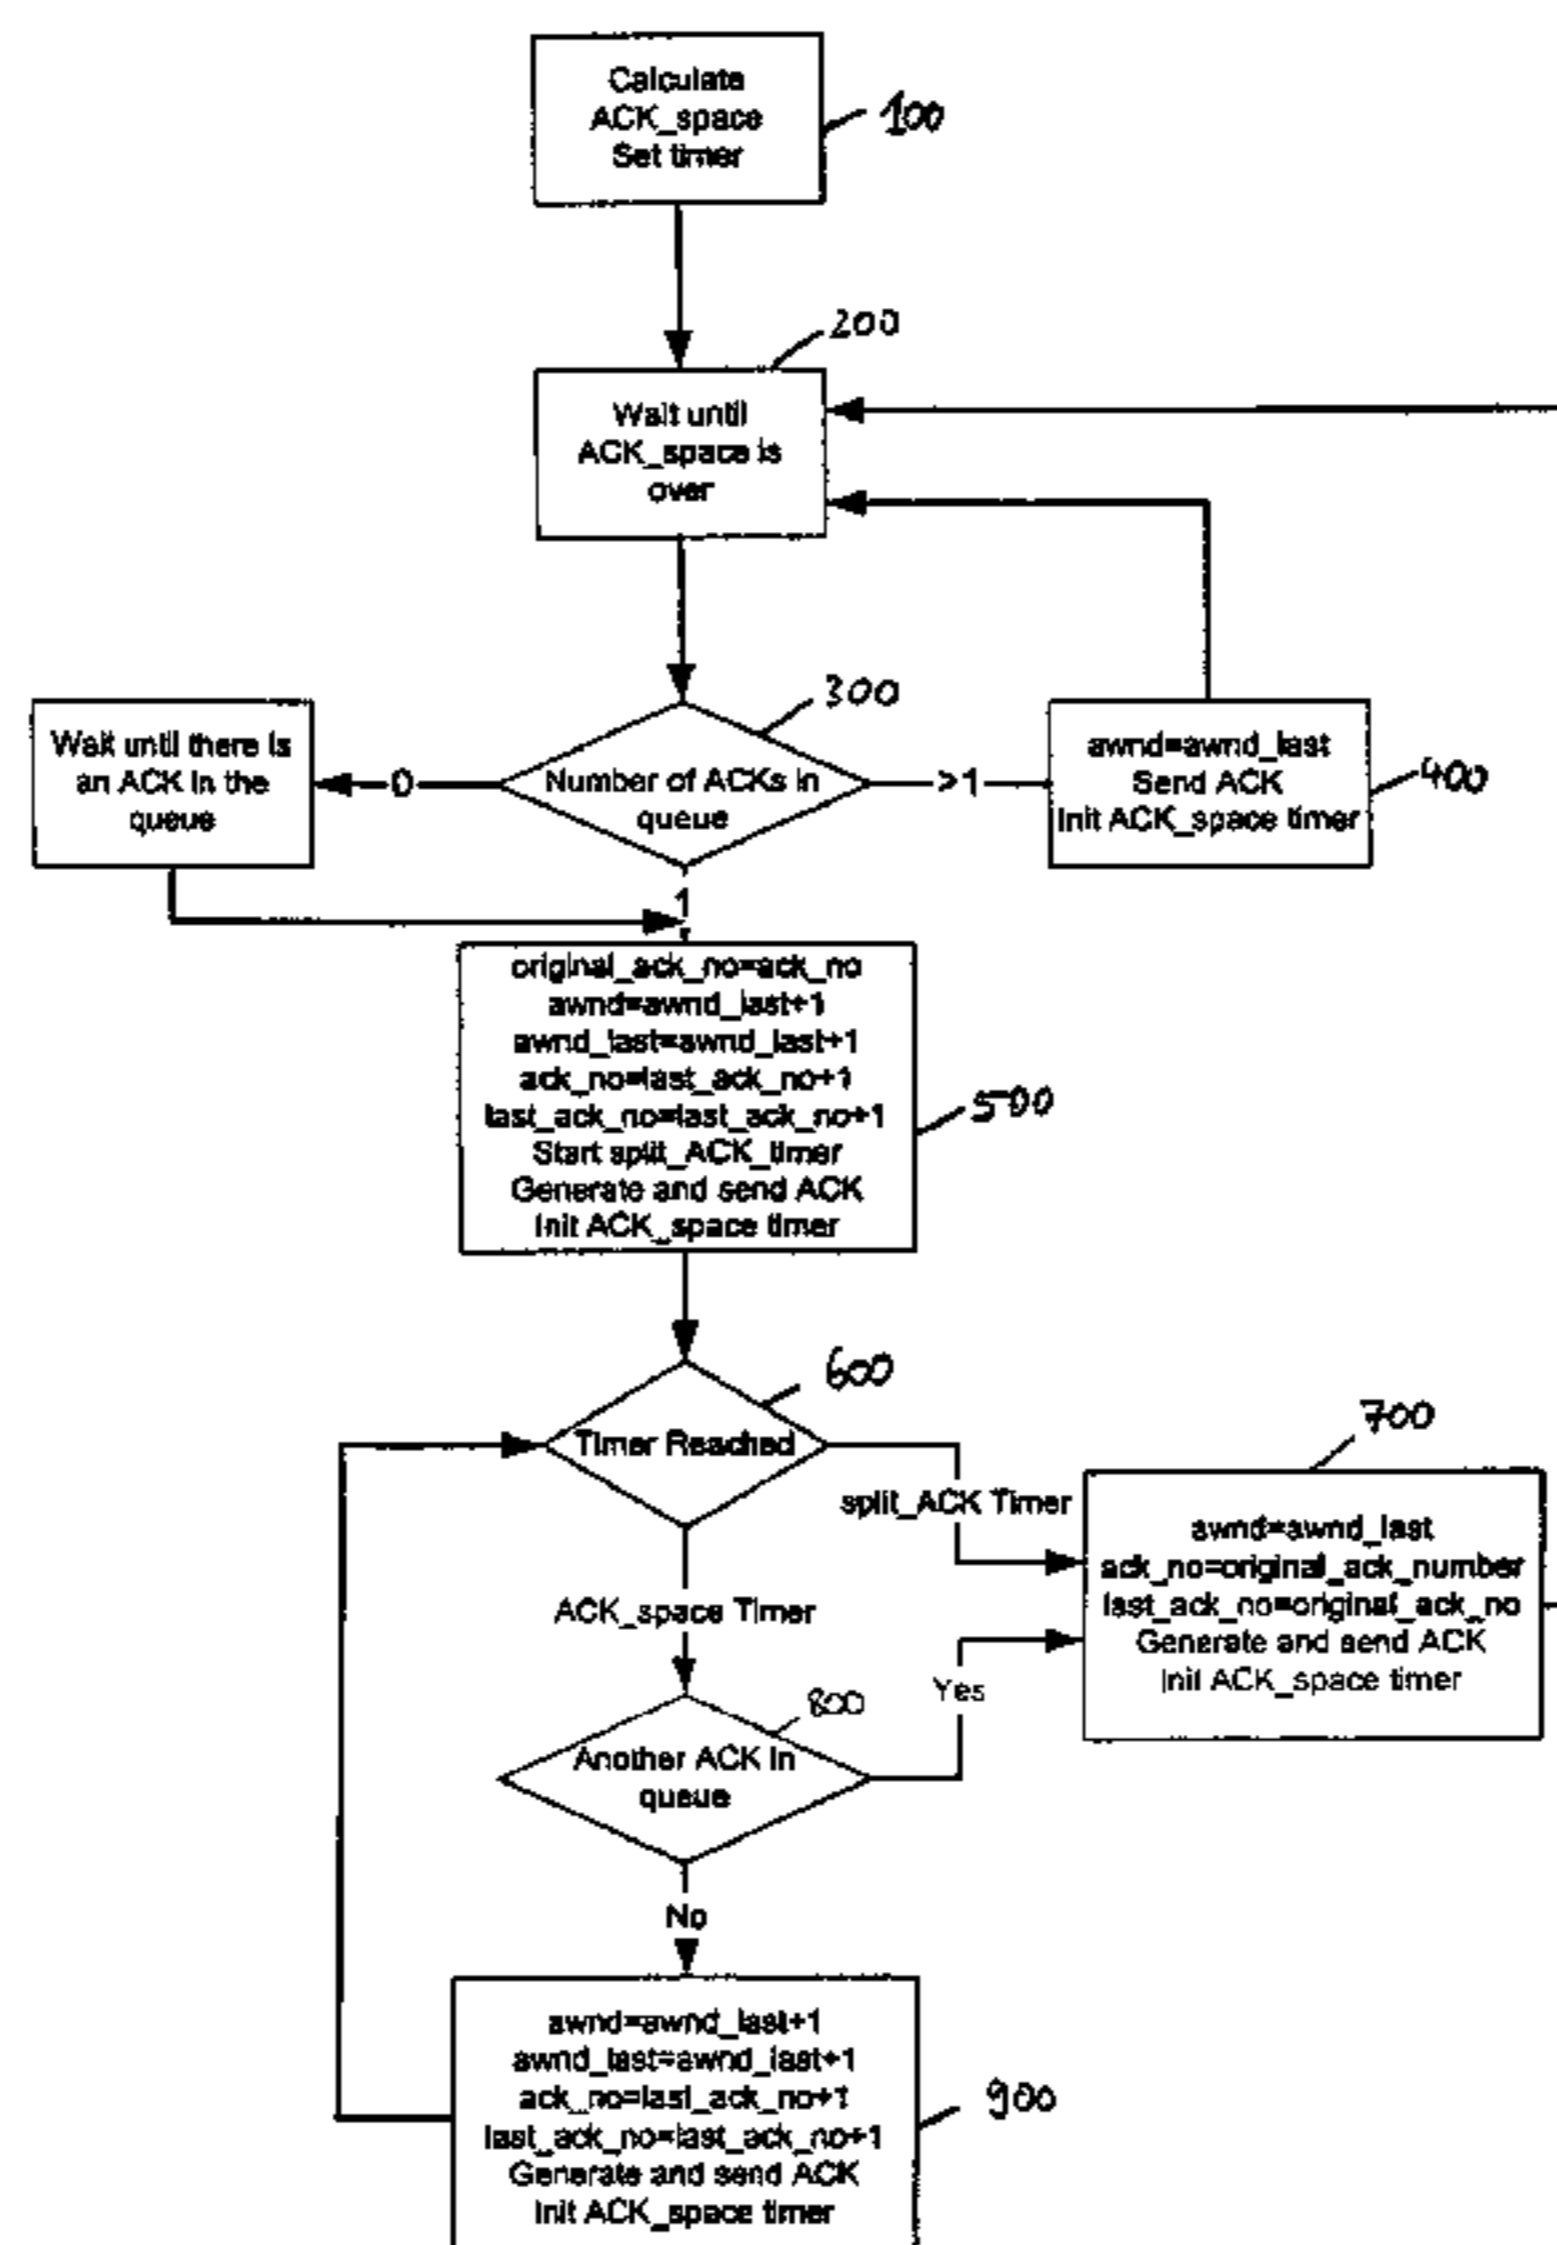 Calculate
ACK_space
Set timer
100
200
Wait until
ACK_space is
over
300
Wait until there is
an ACK in the
queue
0
Number of ACKs in
queue
>1
awnd=awnd_last
Send ACK
Init ACK_space timer
400
1
original_ack_no=ack_no
awnd=awnd_last+1
awnd_last=awnd_last+1
ack_no=last_ack_no+1
last_ack_no=last_ack_no+1
Start split_ACK_timer
Generate and send ACK
Init ACK_space timer
500
600
Timer Reached
split_ACK Timer
700
awnd=awnd_last
ack_no=original_ack_number
last_ack_no=original_ack_no
Generate and send ACK
Init ACK_space timer
ACK_space Timer
800
Yes
Another ACK in
queue
No
awnd=awnd_last+1
awnd_last=awnd_last+1
ack_no=last_ack_no+1
last_ack_no=last_ack_no+1
Generate and send ACK
Init ACK_space timer
900